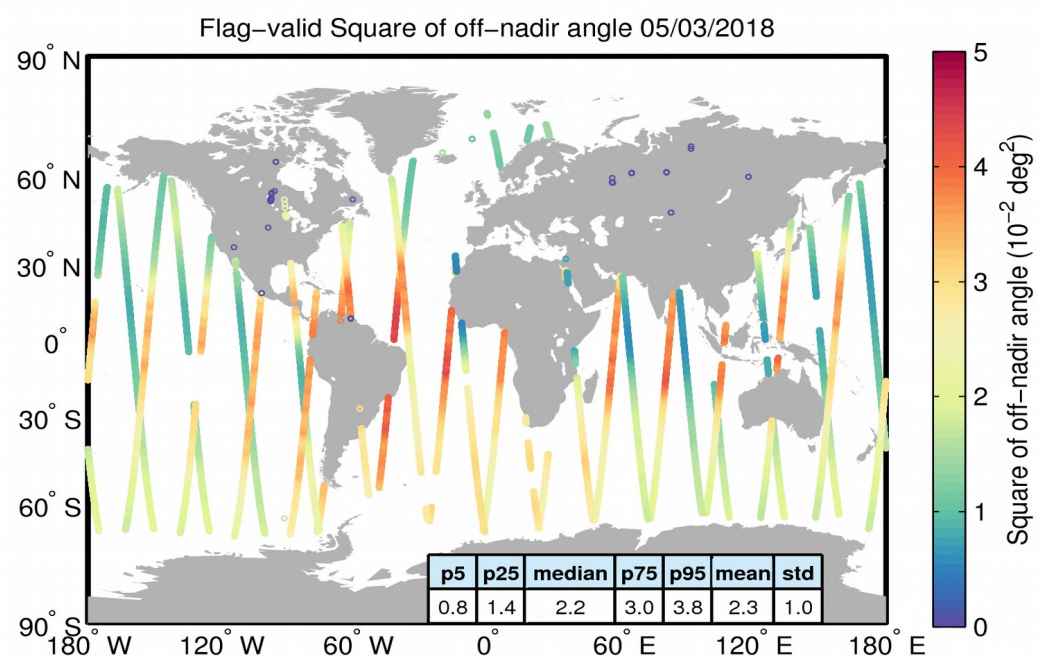 Flag−valid Square of off−nadir angle 05/03/2018
90° N
60° N
30° N
0°
30° S
60° S
90° S
180° W
120° W
60° W
0°
60° E
120° E
180° E
p5 p25 median p75 p95 mean std
0.8 1.4 2.2 3.0 3.8 2.3 1.0
5
4
3
2
1
0
Square of off−nadir angle (10⁻² deg²)